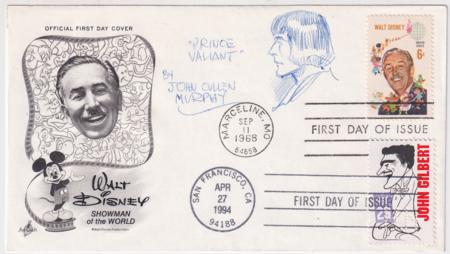 OFFICIAL FIRST DAY COVER
"PRINCE
VALIANT"
BY
JOHN CULLEN
MURPHY
WALT DISNEY
6¢
MARCELINE, MO
SEP
11
1968
64658
FIRST DAY OF ISSUE
Walt
Disney
SHOWMAN
of the WORLD
SAN FRANCISCO, CA
APR
27
1994
94188
FIRST DAY OF ISSUE
JOHN GILBERT